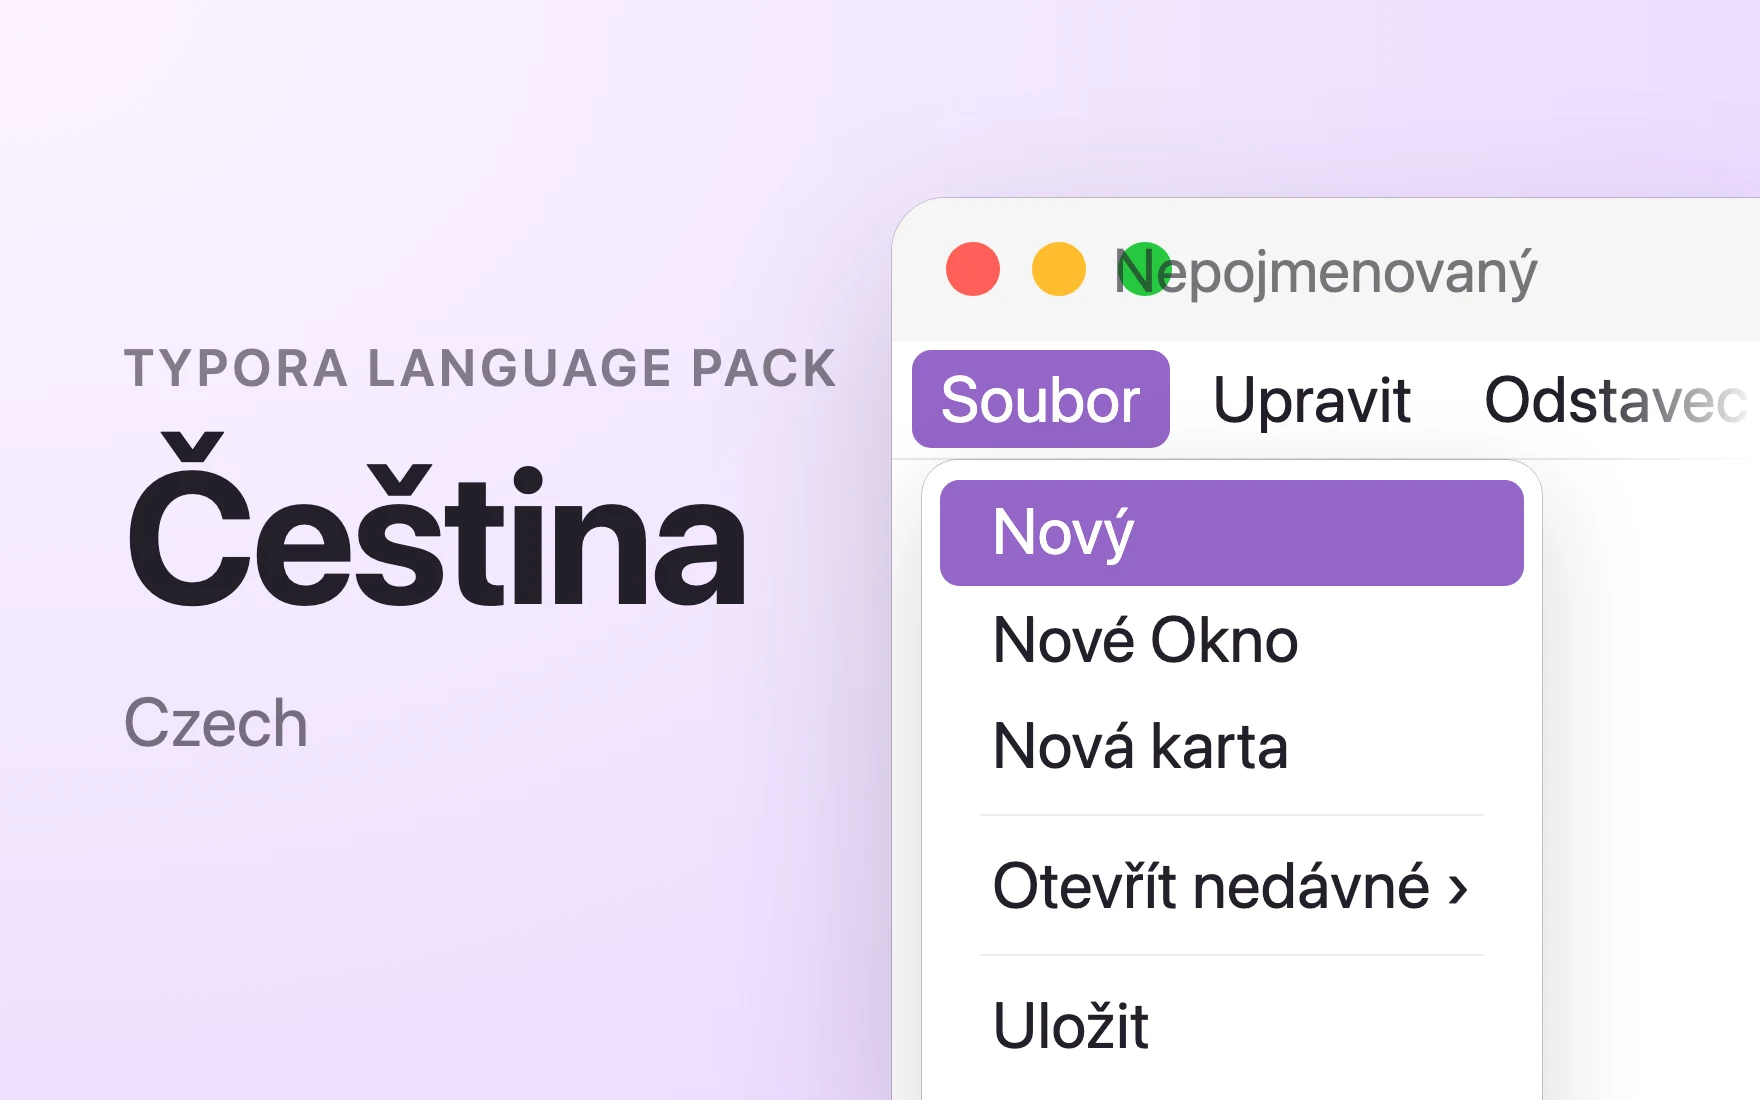 TYPORA LANGUAGE PACK
Čeština
Czech
Nepojmenovaný
Soubor Upravit Odstavec
Nový
Nové Okno
Nová karta
Otevřít nedávné ›
Uložit